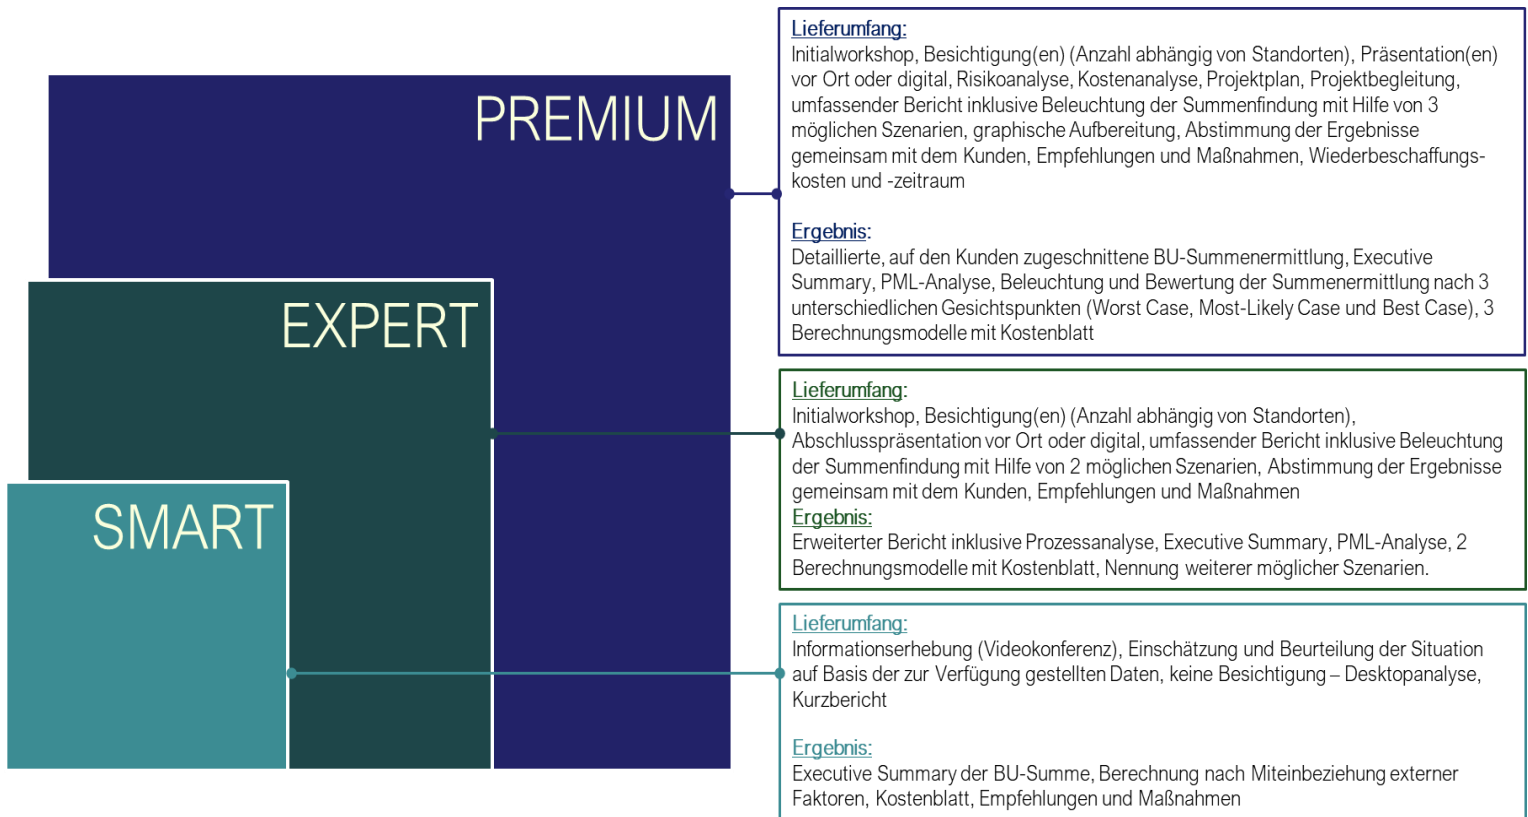 PREMIUM
EXPERT
SMART
Lieferumfang:
Initialworkshop, Besichtigung(en) (Anzahl abhängig von Standorten), Präsentation(en)
vor Ort oder digital, Risikoanalyse, Kostenanalyse, Projektplan, Projektbegleitung,
umfassender Bericht inklusive Beleuchtung der Summenfindung mit Hilfe von 3
möglichen Szenarien, graphische Aufbereitung, Abstimmung der Ergebnisse
gemeinsam mit dem Kunden, Empfehlungen und Maßnahmen, Wiederbeschaffungs-
kosten und -zeitraum
Ergebnis:
Detaillierte, auf den Kunden zugeschnittene BU-Summenermittlung, Executive
Summary, PML-Analyse, Beleuchtung und Bewertung der Summenermittlung nach 3
unterschiedlichen Gesichtspunkten (Worst Case, Most-Likely Case und Best Case), 3
Berechnungsmodelle mit Kostenblatt
Lieferumfang:
Initialworkshop, Besichtigung(en) (Anzahl abhängig von Standorten),
Abschlusspräsentation vor Ort oder digital, umfassender Bericht inklusive Beleuchtung
der Summenfindung mit Hilfe von 2 möglichen Szenarien, Abstimmung der Ergebnisse
gemeinsam mit dem Kunden, Empfehlungen und Maßnahmen
Ergebnis:
Erweiterter Bericht inklusive Prozessanalyse, Executive Summary, PML-Analyse, 2
Berechnungsmodelle mit Kostenblatt, Nennung weiterer möglicher Szenarien.
Lieferumfang:
Informationserhebung (Videokonferenz), Einschätzung und Beurteilung der Situation
auf Basis der zur Verfügung gestellten Daten, keine Besichtigung – Desktopanalyse,
Kurzbericht
Ergebnis:
Executive Summary der BU-Summe, Berechnung nach Miteinbeziehung externer
Faktoren, Kostenblatt, Empfehlungen und Maßnahmen